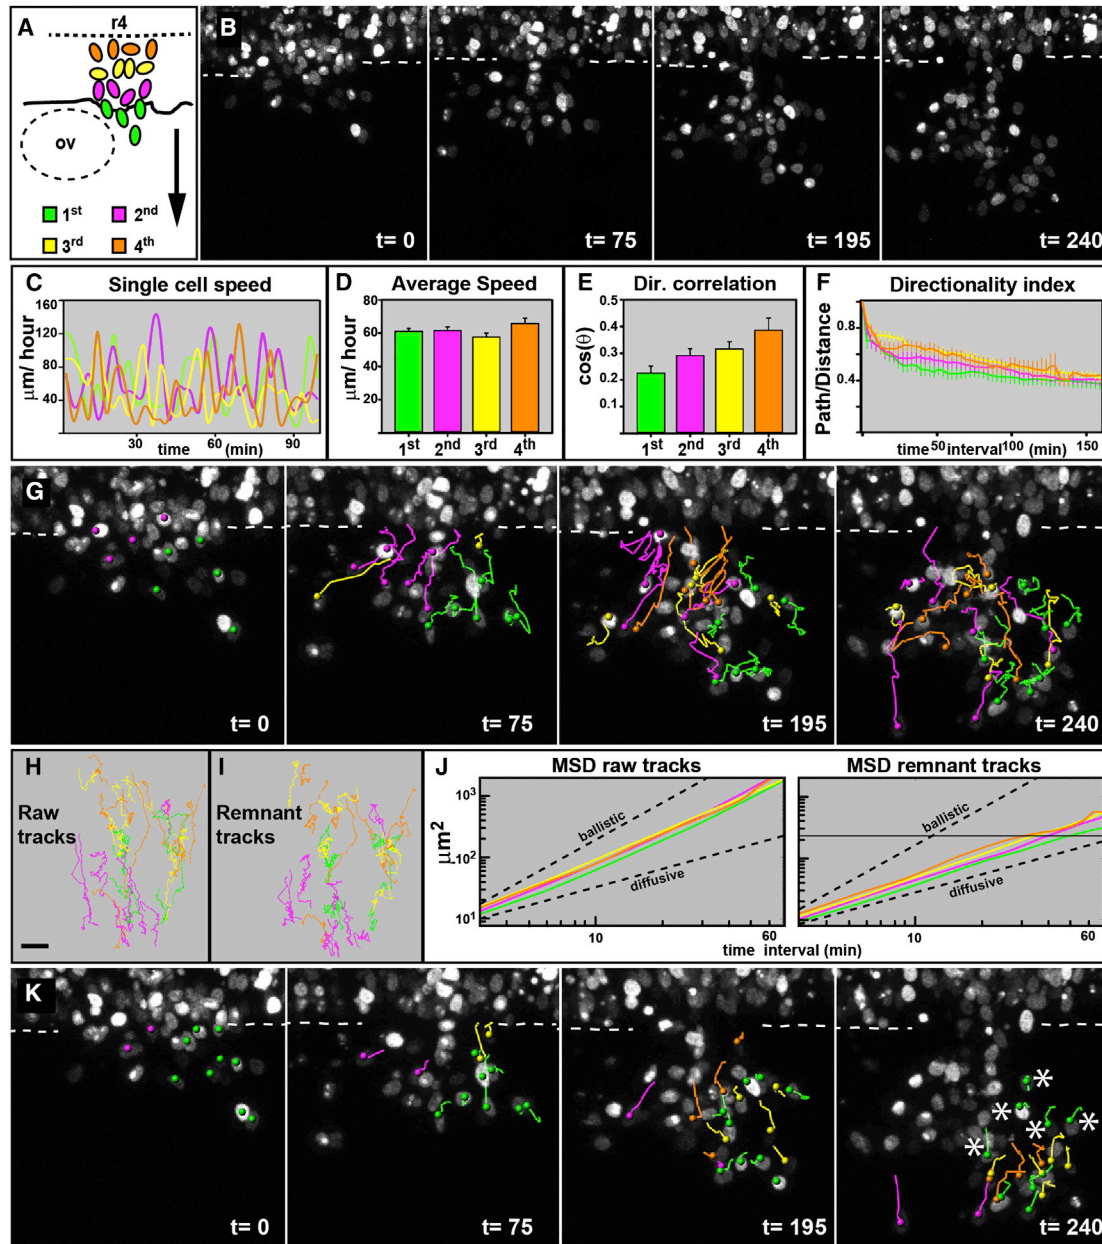 A
r4
ov
1st
2nd
3rd
4th
B
t= 0
t= 75
t= 195
t= 240
C
Single cell speed
μm/ hour
160
120
80
40
30
60
90
time (min)
D
Average Speed
μm/ hour
80
60
40
20
1st 2nd 3rd 4th
E
Dir. correlation
cos(θ)
0.5
0.3
0.2
0.1
1st 2nd 3rd 4th
F
Directionality index
Path/Distance
0.8
0.4
50
100
150
time interval (min)
G
t= 0
t= 75
t= 195
t= 240
H
Raw
tracks
I
Remnant
tracks
J
MSD raw tracks
MSD remnant tracks
μm2
103
102
101
ballistic
diffusive
10
60
ballistic
diffusive
10
60
time interval (min)
K
t= 0
t= 75
t= 195
t= 240
* * * * *